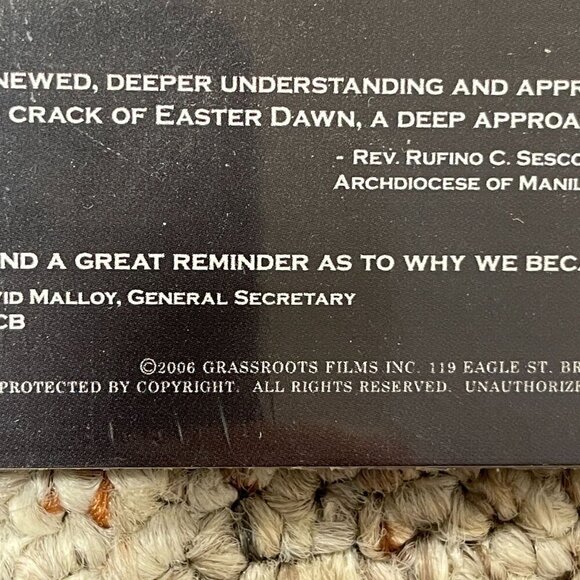 NEWED, DEEPER UNDERSTANDING AND APPR
CRACK OF EASTER DAWN, A DEEP APPROA
- REV. RUFINO C. SESCO
ARCHDIOCESE OF MANIL
ND A GREAT REMINDER AS TO WHY WE BECA
VID MALLOY, GENERAL SECRETARY
CB
©2006 GRASSROOTS FILMS INC. 119 EAGLE ST. BR
PROTECTED BY COPYRIGHT. ALL RIGHTS RESERVED. UNAUTHORIZE